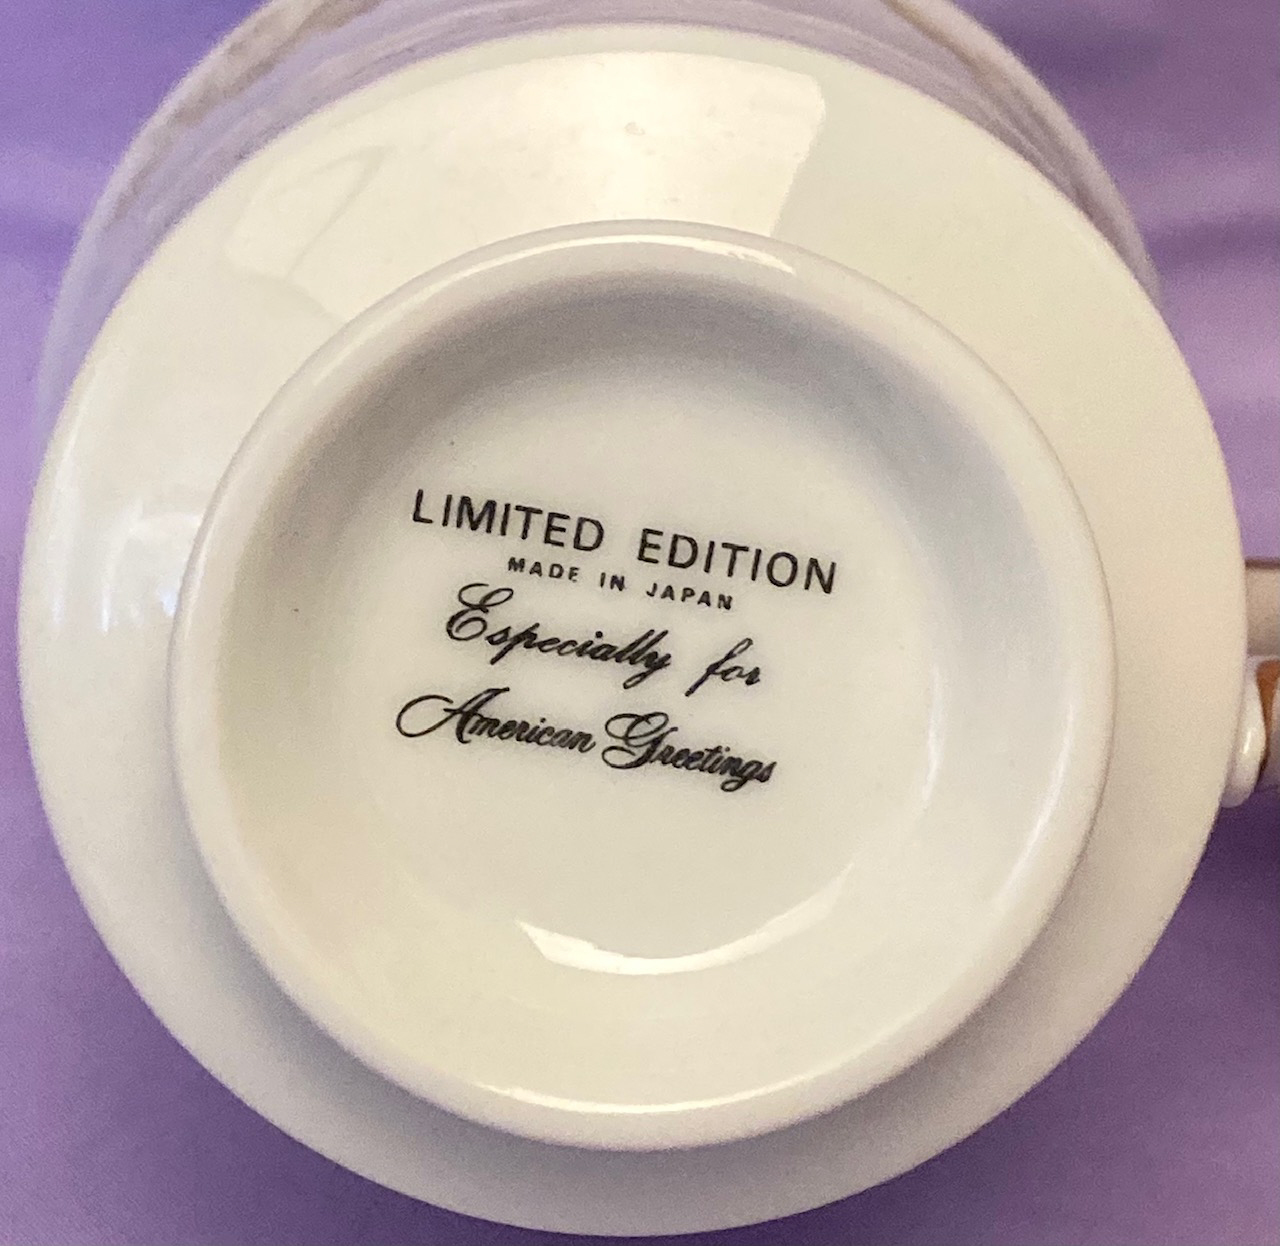 LIMITED EDITION
MADE IN JAPAN
Especially for
American Greetings